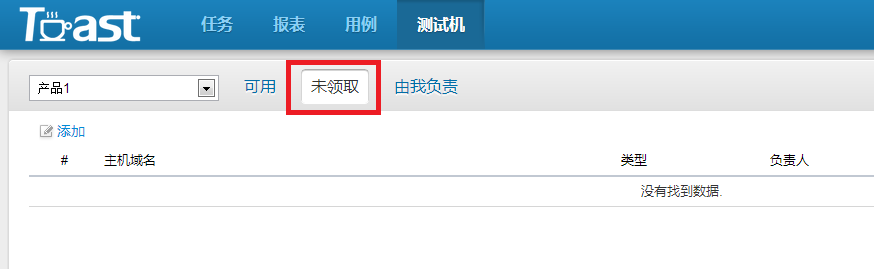 Toast 任务 报表 用例 测试机
产品1 可用 未领取 由我负责
添加
# 主机域名 类型 负责人
没有找到数据.